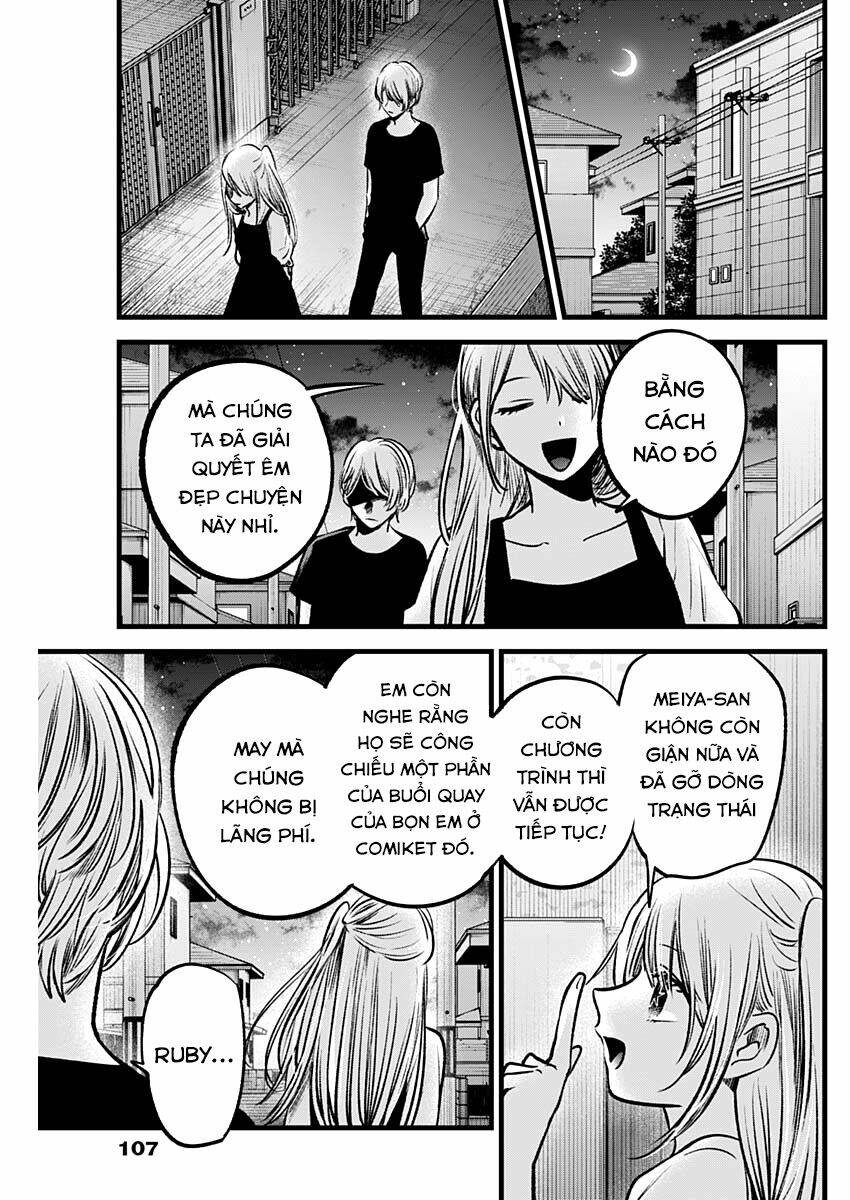 BẰNG
CÁCH
NÀO ĐÓ
MÀ CHÚNG
TA ĐÃ GIẢI
QUYẾT ÊM
ĐẸP CHUYỆN
NÀY NHỈ.
MEIYA-SAN
KHÔNG CÒN
GIẬN NỮA VÀ
ĐÃ GỠ DÒNG
TRẠNG THÁI
CÒN
CHƯƠNG
TRÌNH THÌ
VẪN ĐƯỢC
TIẾP TỤC!
EM CÒN
NGHE RẰNG
HỌ SẼ CÔNG
CHIẾU MỘT PHẦN
CỦA BUỔI QUAY
CỦA BỌN EM Ở
COMIKET ĐÓ.
MAY MÀ
CHÚNG
KHÔNG BỊ
LÃNG PHÍ.
RUBY...
107